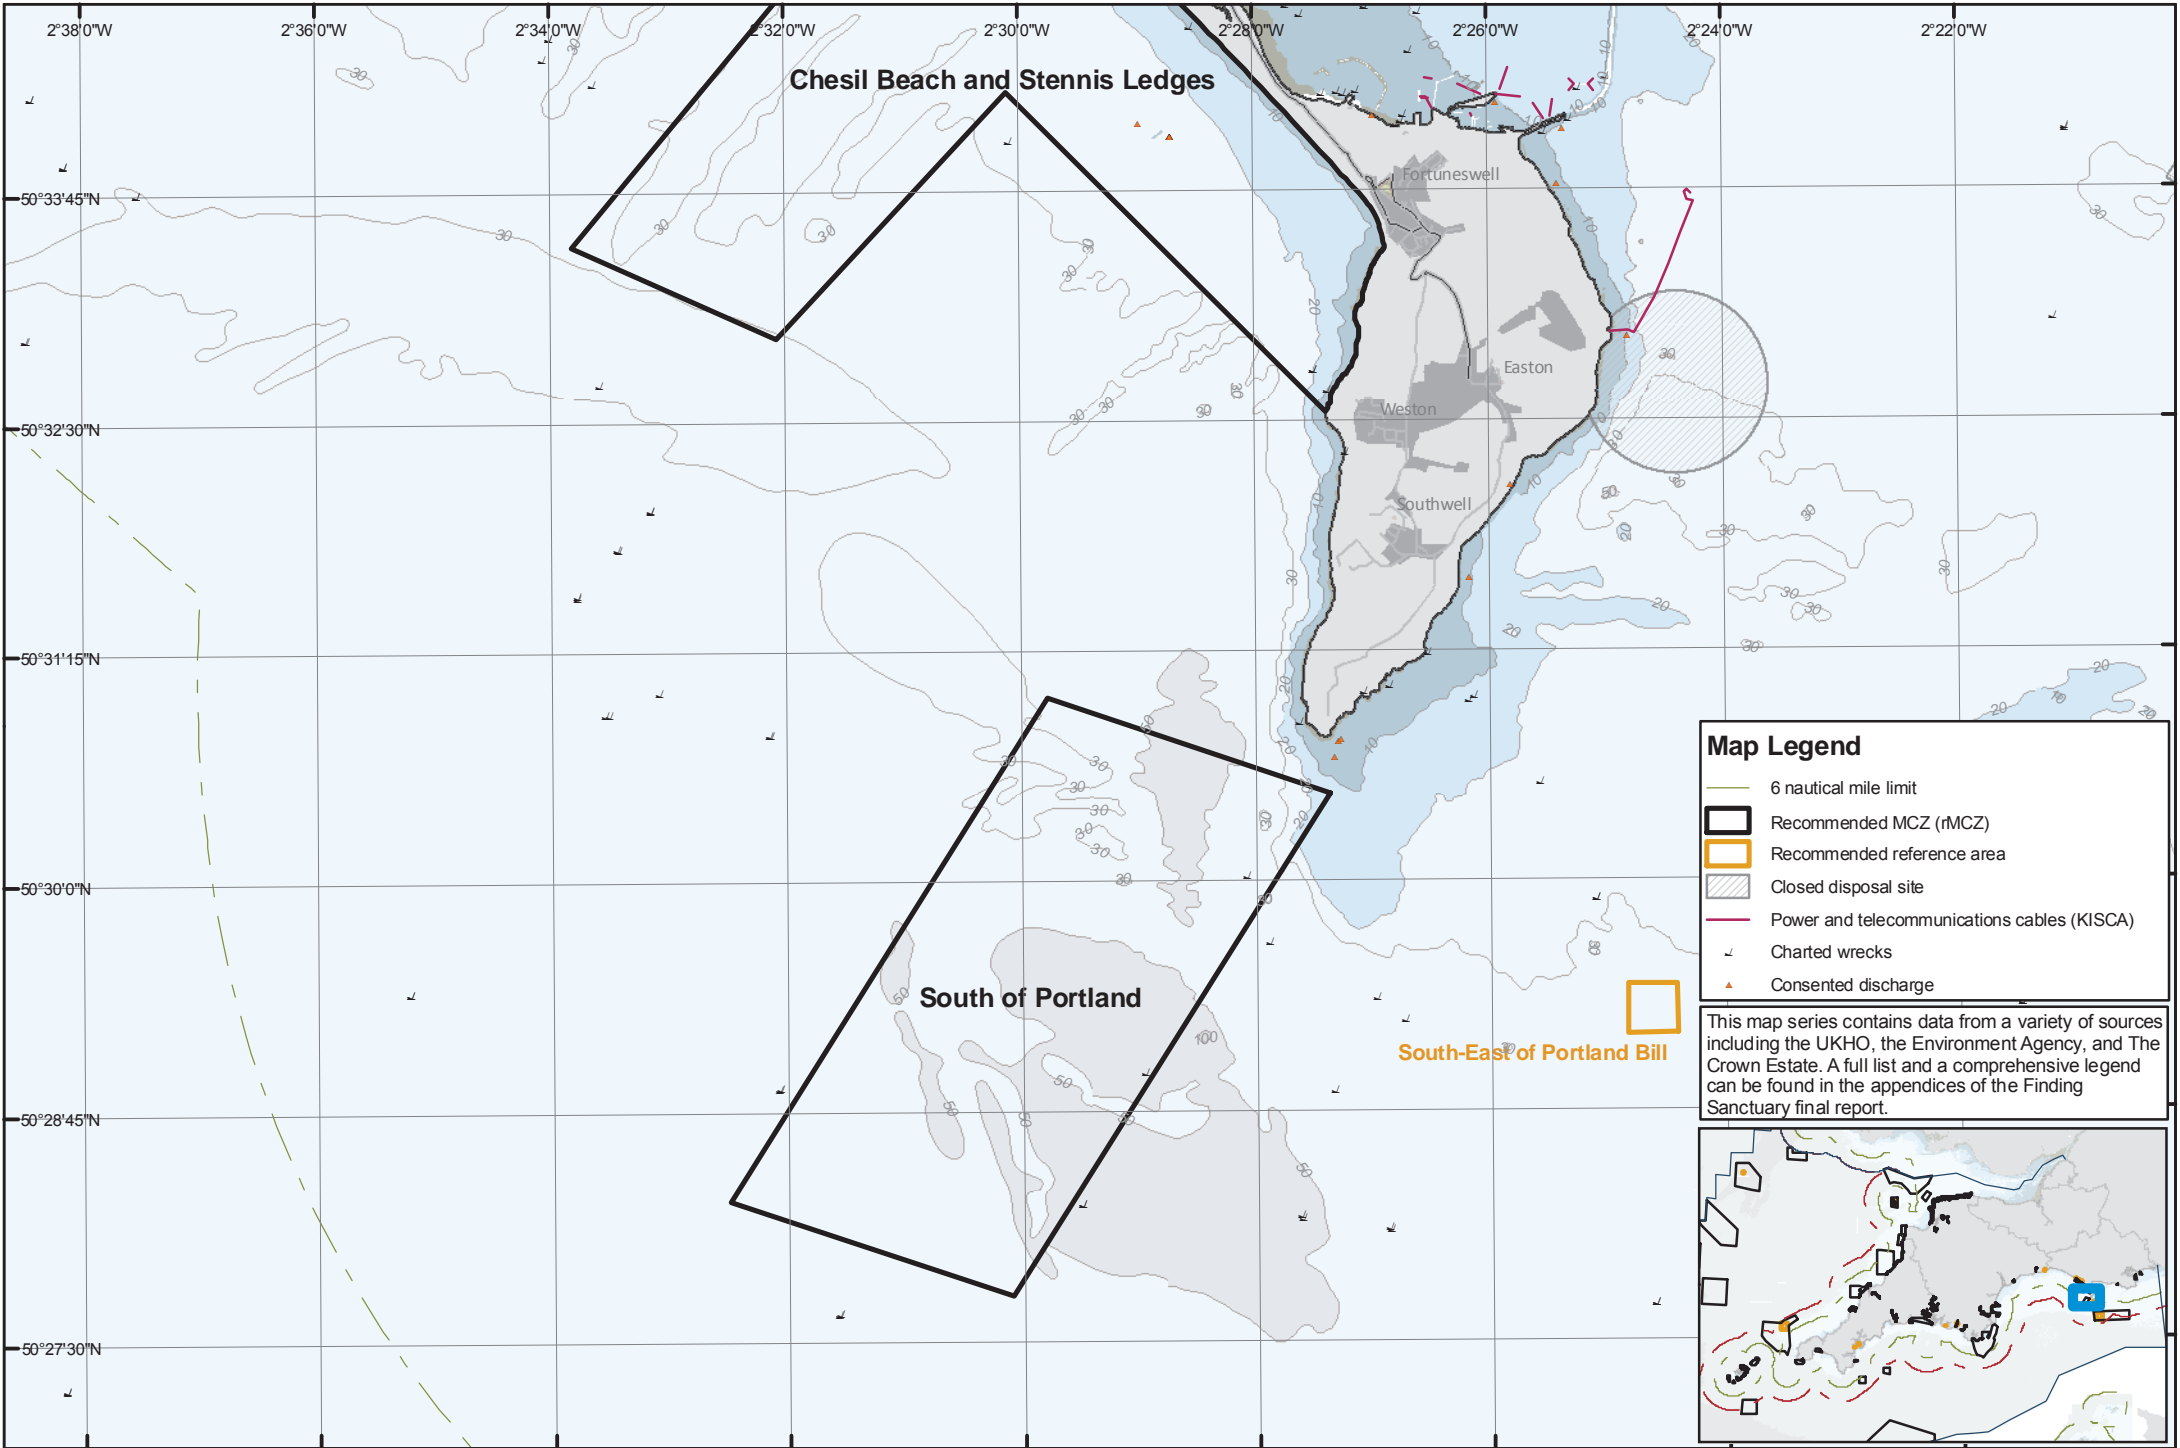 2°38'0"W
2°36'0"W
2°34'0"W
2°32'0"W
2°30'0"W
2°28'0"W
2°26'0"W
2°24'0"W
2°22'0"W
Chesil Beach and Stennis Ledges
Fortuneswell
50°33'45"N
Easton
Weston
50°32'30"N
Southwell
50°31'15"N
50°30'0"N
South of Portland
South-East of Portland Bill
50°28'45"N
50°27'30"N
Map Legend
6 nautical mile limit
Recommended MCZ (rMCZ)
Recommended reference area
Closed disposal site
Power and telecommunications cables (KISCA)
Charted wrecks
Consented discharge
This map series contains data from a variety of sources
including the UKHO, the Environment Agency, and The
Crown Estate. A full list and a comprehensive legend
can be found in the appendices of the Finding
Sanctuary final report.